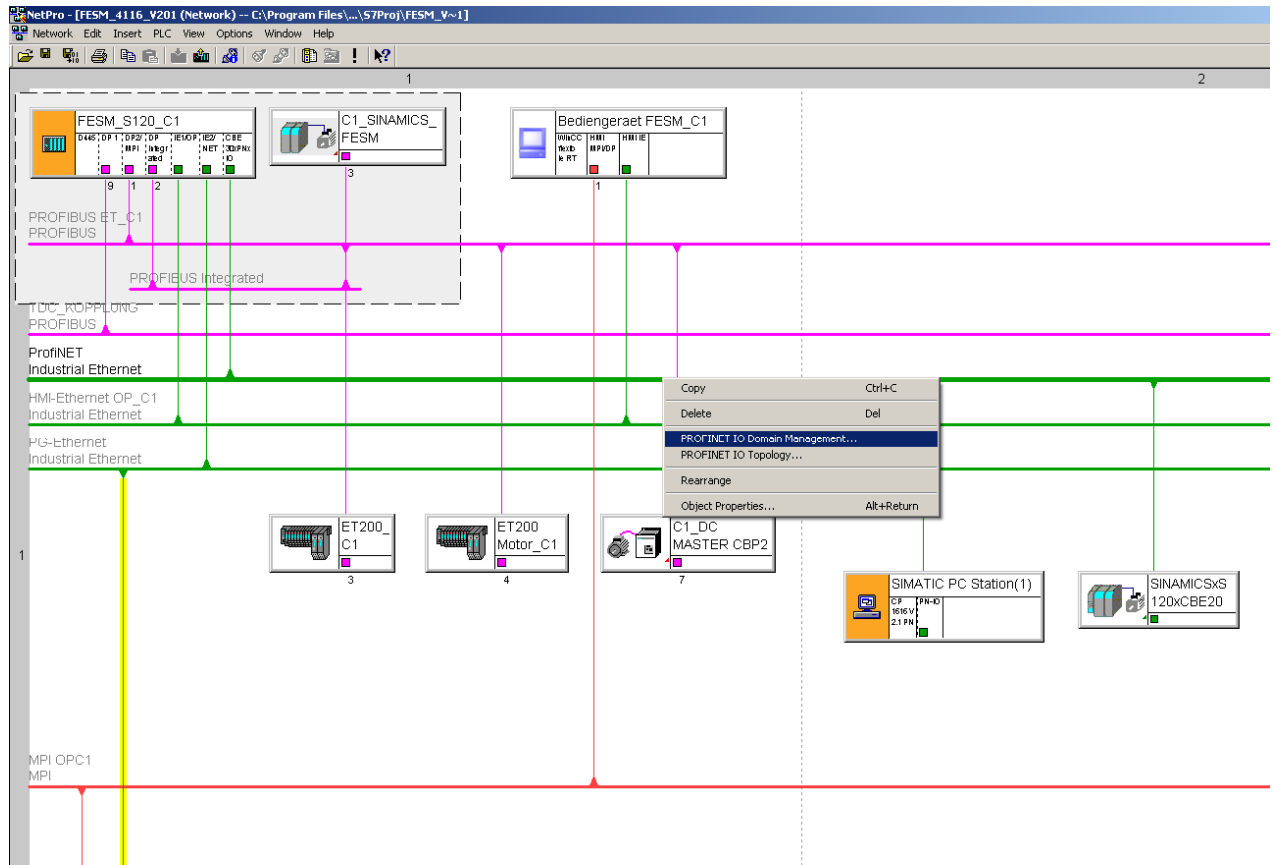 NetPro - [FESM_4116_V201 (Network) -- C:\Program Files\...\S7Proj\FESM_V~1]
Network Edit Insert PLC View Options Window Help
1 2
FESM_S120_C1
D445 DP 1 DP2/ DP IE1/OP IE2/ CBE
MPI Integr NET 30xPNx
ated IO
9 1 2
C1_SINAMICS_
FESM
3
Bediengeraet FESM_C1
WinCC HMI HMI IE
flexib MPI/DP
le RT
1
PROFIBUS ET_C1
PROFIBUS
PROFIBUS Integrated
TDC_KOPPLUNG
PROFIBUS
ProfiNET
Industrial Ethernet
HMI-Ethernet OP_C1
Industrial Ethernet
PG-Ethernet
Industrial Ethernet
Copy Ctrl+C
Delete Del
PROFINET IO Domain Management...
PROFINET IO Topology...
Rearrange
Object Properties... Alt+Return
1
ET200_
C1
3
ET200
Motor_C1
4
C1_DC
MASTER CBP2
7
SIMATIC PC Station(1)
CP PN-IO
1616 V
2.1 PN
SINAMICSxS
120xCBE20
MPI OPC1
MPI